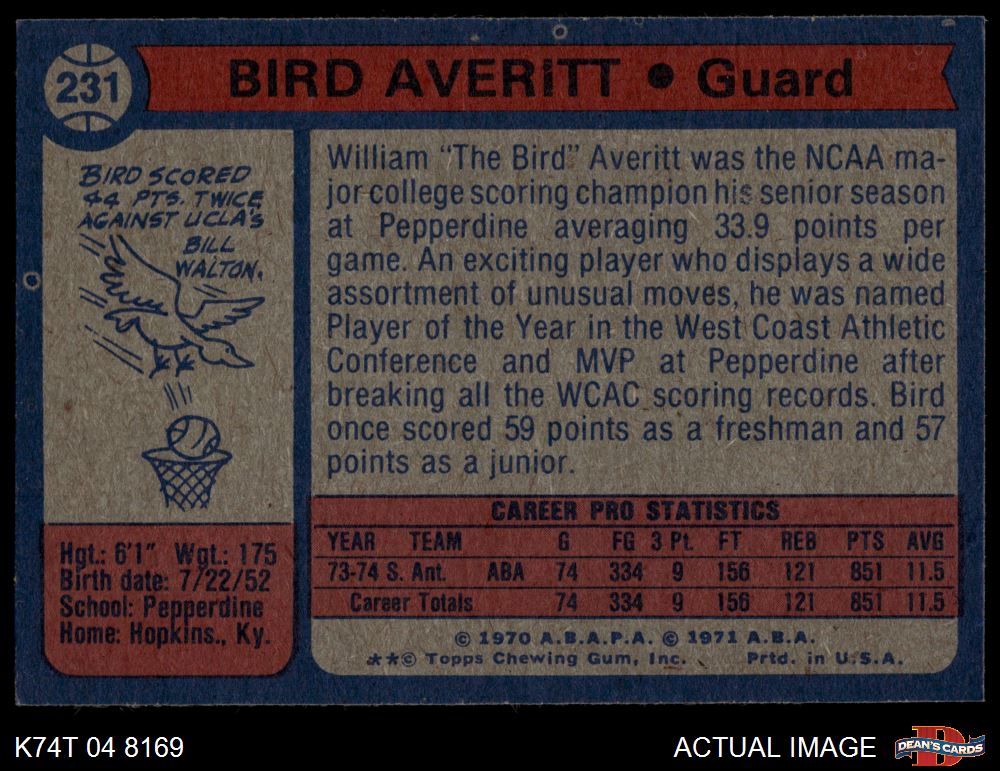 231
BIRD AVERITT • Guard
BIRD SCORED
44 PTS. TWICE
AGAINST UCLA'S
BILL
WALTON.
William "The Bird" Averitt was the NCAA ma-
jor college scoring champion his senior season
at Pepperdine averaging 33.9 points per
game. An exciting player who displays a wide
assortment of unusual moves, he was named
Player of the Year in the West Coast Athletic
Conference and MVP at Pepperdine after
breaking all the WCAC scoring records. Bird
once scored 59 points as a freshman and 57
points as a junior.
Hgt.: 6'1" Wgt.: 175
Birth date: 7/22/52
School: Pepperdine
Home: Hopkins., Ky.
CAREER PRO STATISTICS
YEAR TEAM G FG 3 Pt. FT REB PTS AVG
73-74 S. Ant. ABA 74 334 9 156 121 851 11.5
Career Totals 74 334 9 156 121 851 11.5
© 1970 A.B.A.P.A. © 1971 A.B.A.
**© Topps Chewing Gum, Inc. Prtd. in U.S.A.
K74T 04 8169
ACTUAL IMAGE
D
DEAN'S CARDS